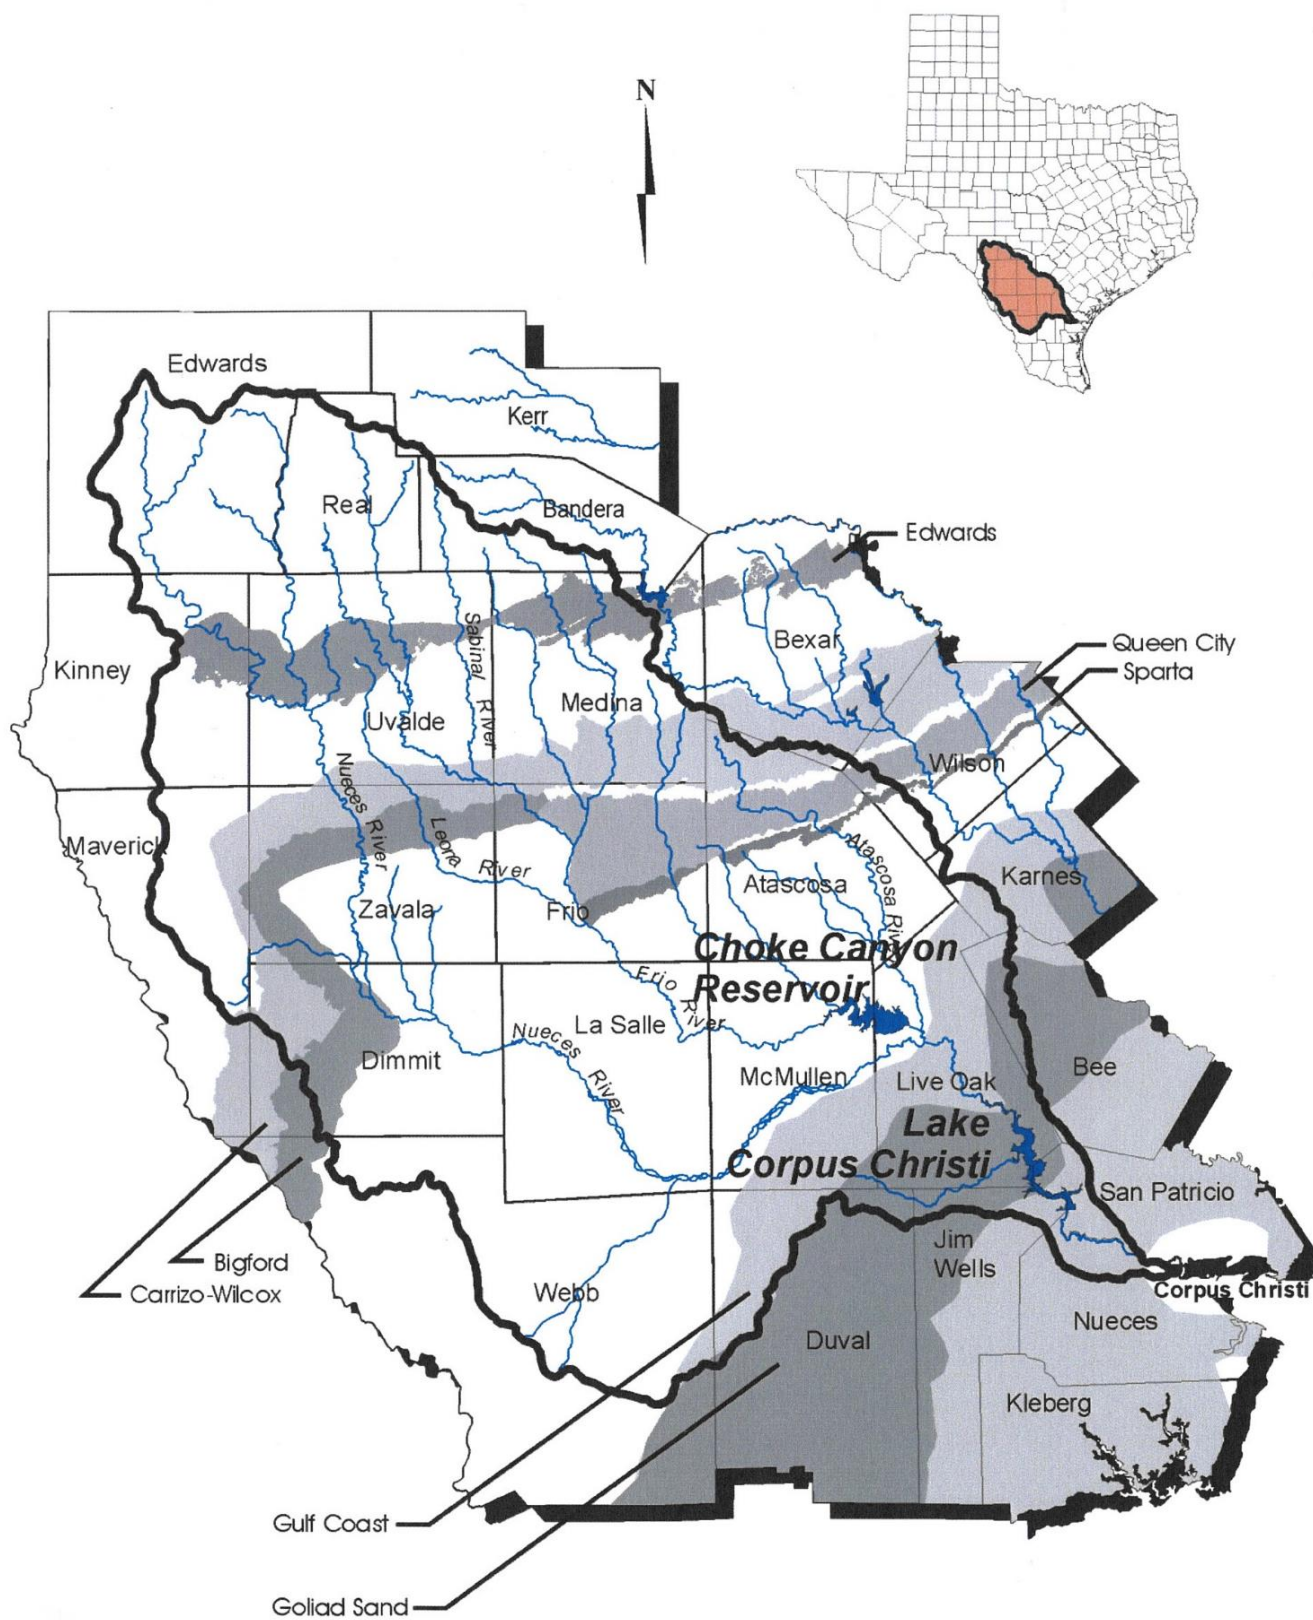 N
Edwards
Kerr
Real
Bandera
Edwards
Bexar
Queen City
Sparta
Kinney
Sabinal River
Medina
Uvalde
Wilson
Nueces River
Maverick
Leona River
Atascosa River
Karnes
Atascosa
Zavala
Frio
Choke Canyon
Reservoir
Frio River
La Salle
Nueces River
Dimmit
McMullen
Live Oak
Bee
Lake
Corpus Christi
San Patricio
Jim
Wells
Bigford
Carrizo-Wilcox
Webb
Corpus Christi
Nueces
Duval
Kleberg
Gulf Coast
Goliad Sand